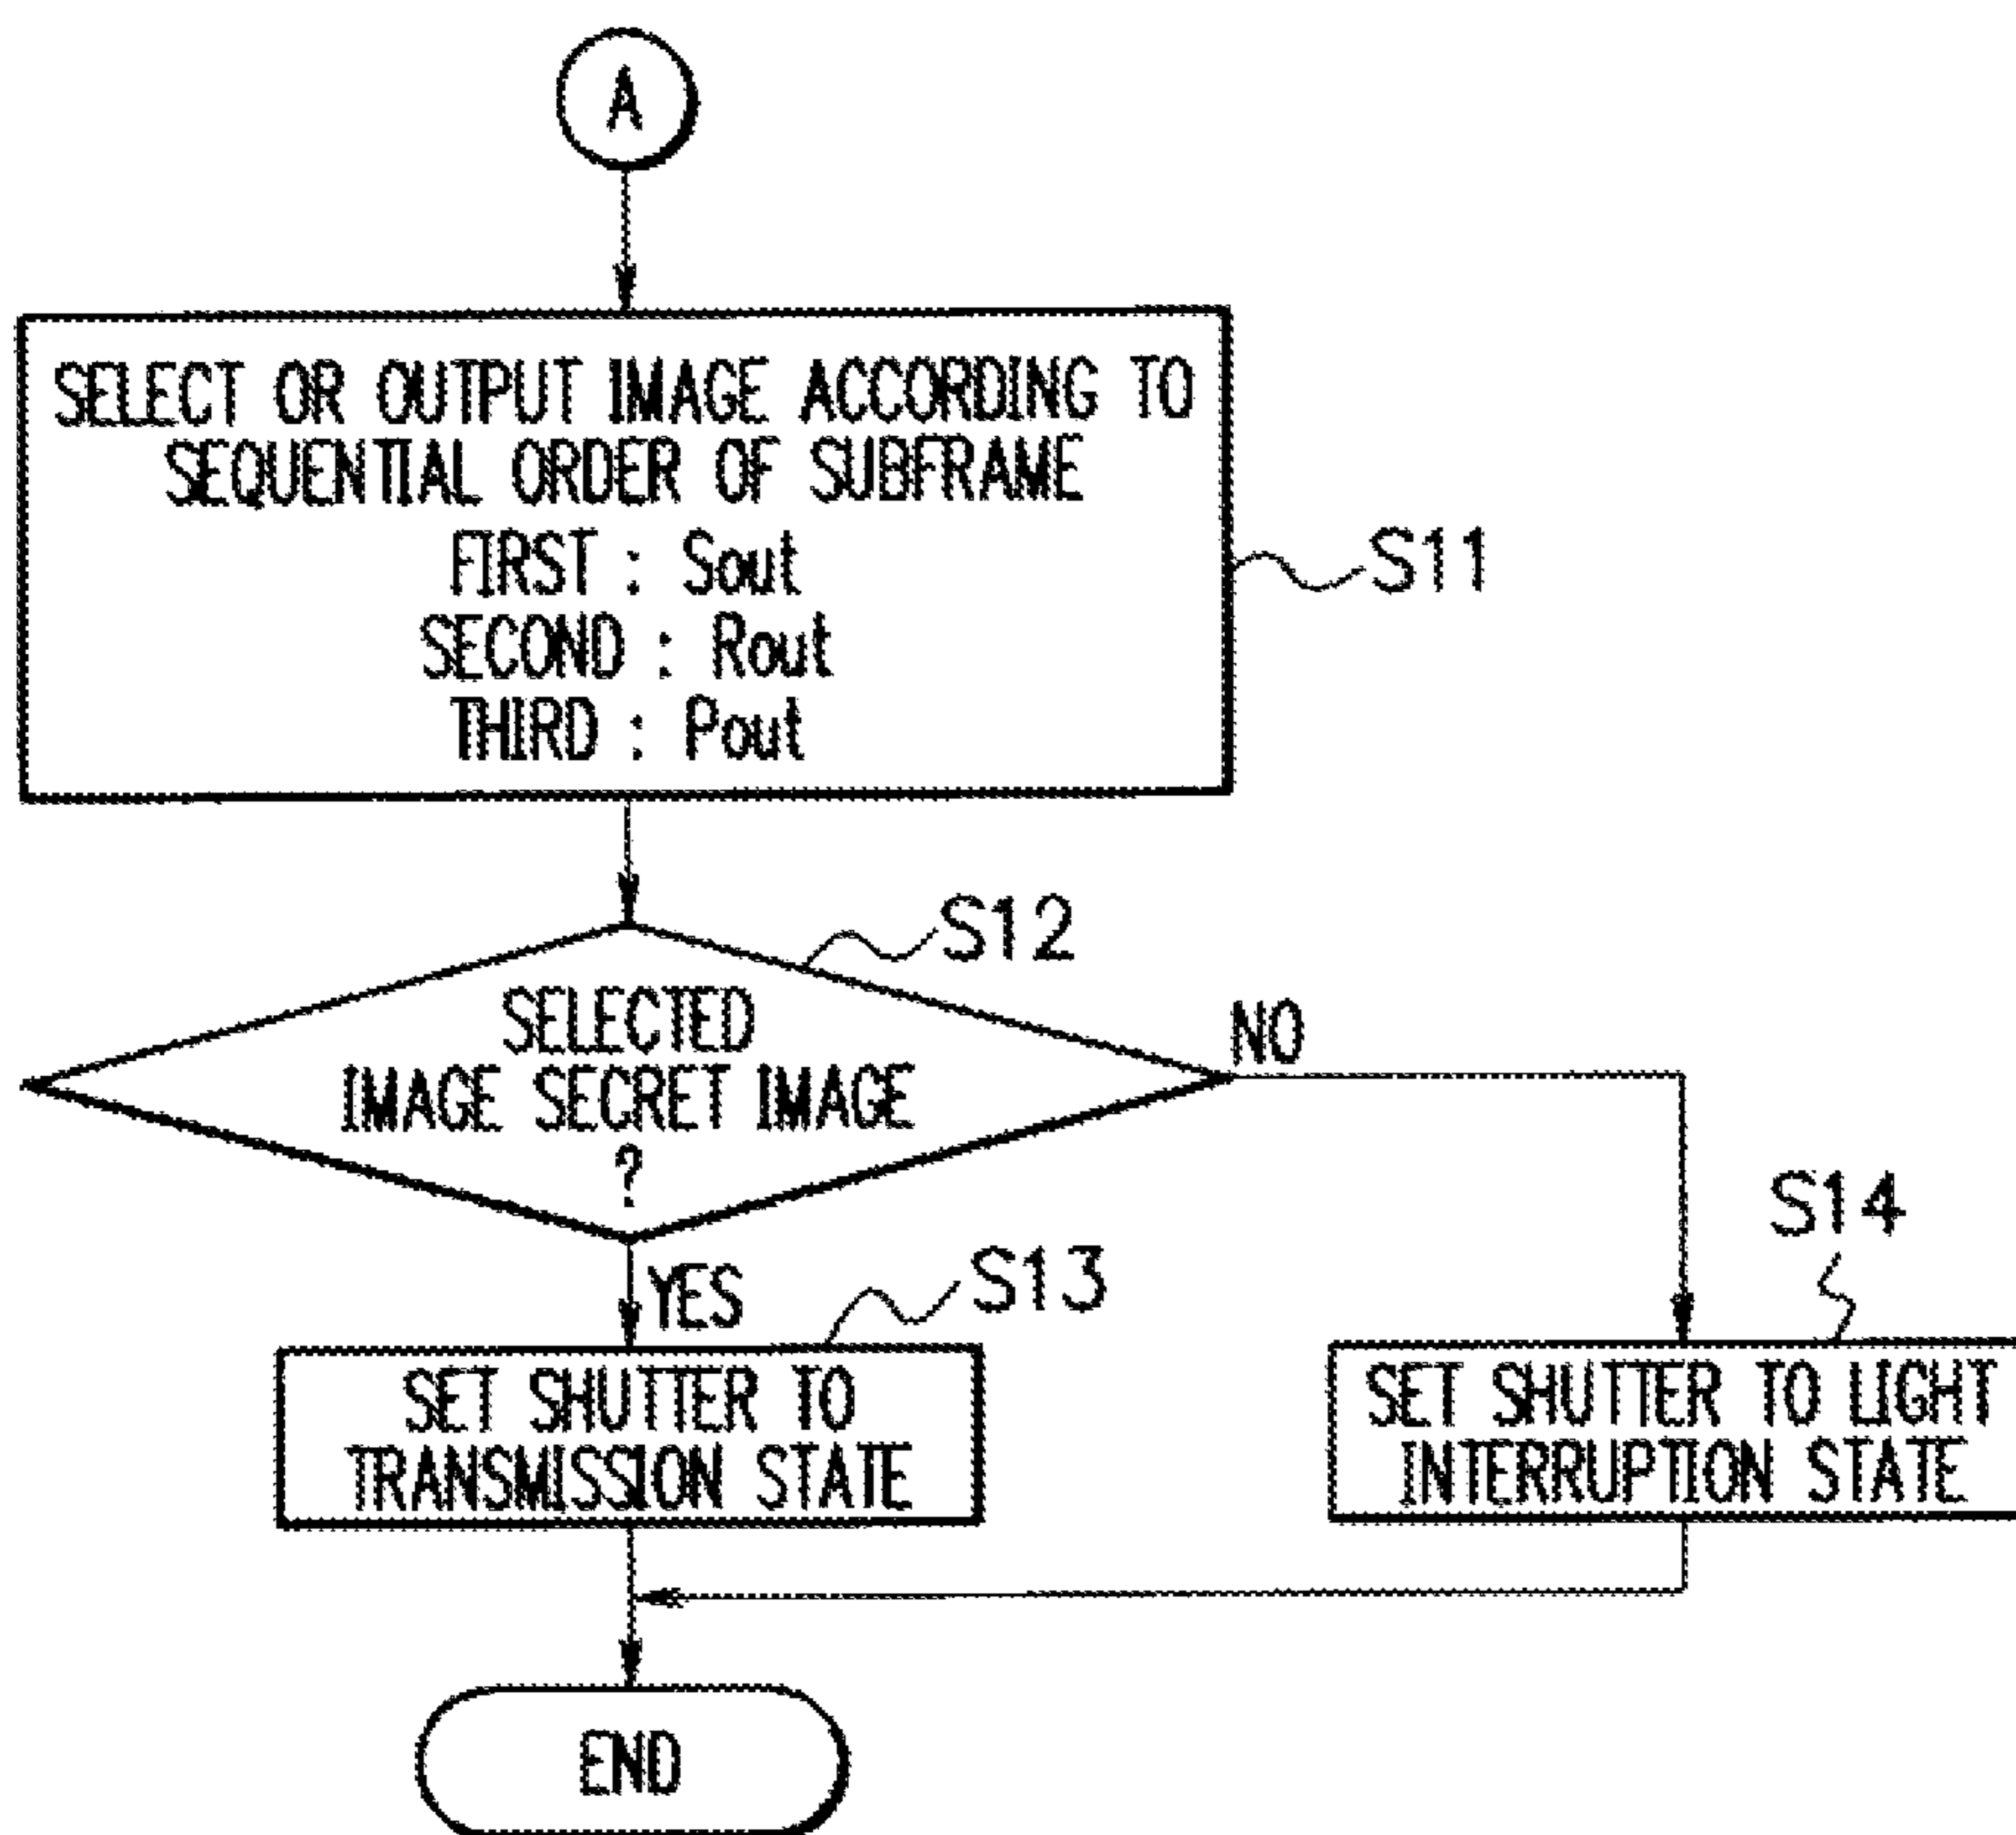 A
SELECT OR OUTPUT IMAGE ACCORDING TO
SEQUENTIAL ORDER OF SUBFRAME
FIRST : Sout
SECOND : Rout
THIRD : Pout
S11
S12
SELECTED
IMAGE SECRET IMAGE
?
NO
YES
S13
S14
SET SHUTTER TO
TRANSMISSION STATE
SET SHUTTER TO LIGHT
INTERRUPTION STATE
END